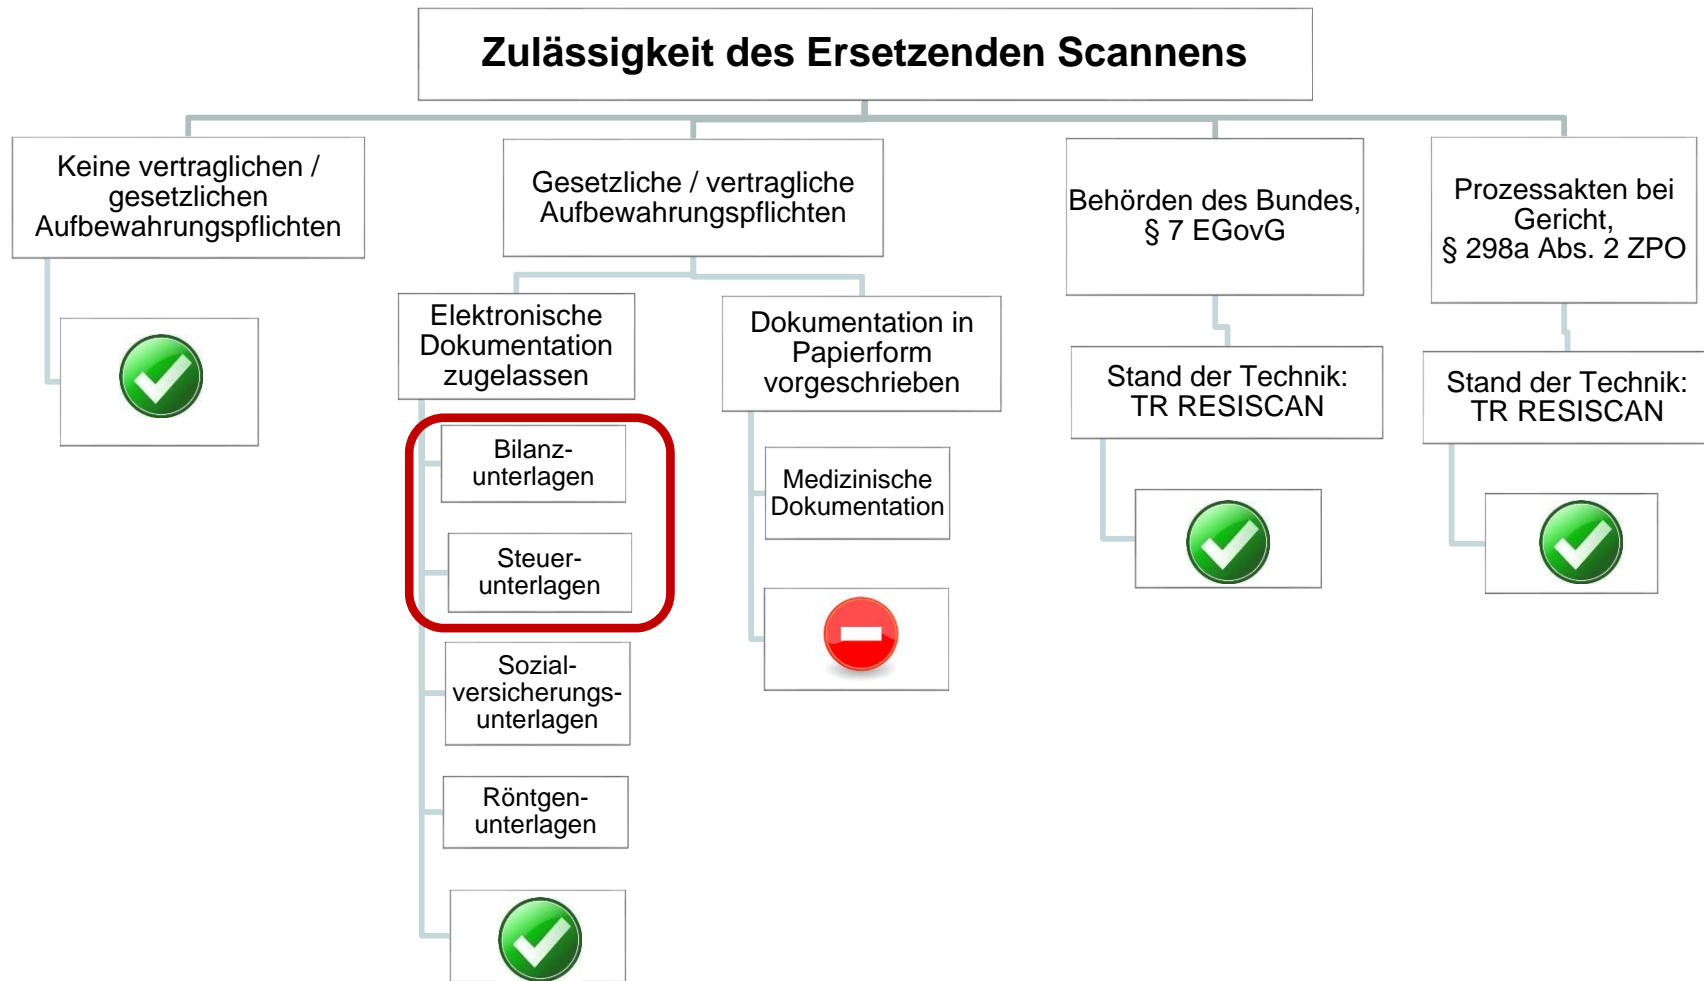 Zulässigkeit des Ersetzenden Scannens
Keine vertraglichen /
gesetzlichen
Aufbewahrungspflichten
Gesetzliche / vertragliche
Aufbewahrungspflichten
Elektronische
Dokumentation
zugelassen
Bilanz-
unterlagen
Steuer-
unterlagen
Sozial-
versicherungs-
unterlagen
Röntgen-
unterlagen
Dokumentation in
Papierform
vorgeschrieben
Medizinische
Dokumentation
Behörden des Bundes,
§ 7 EGovG
Stand der Technik:
TR RESISCAN
Prozessakten bei
Gericht,
§ 298a Abs. 2 ZPO
Stand der Technik:
TR RESISCAN